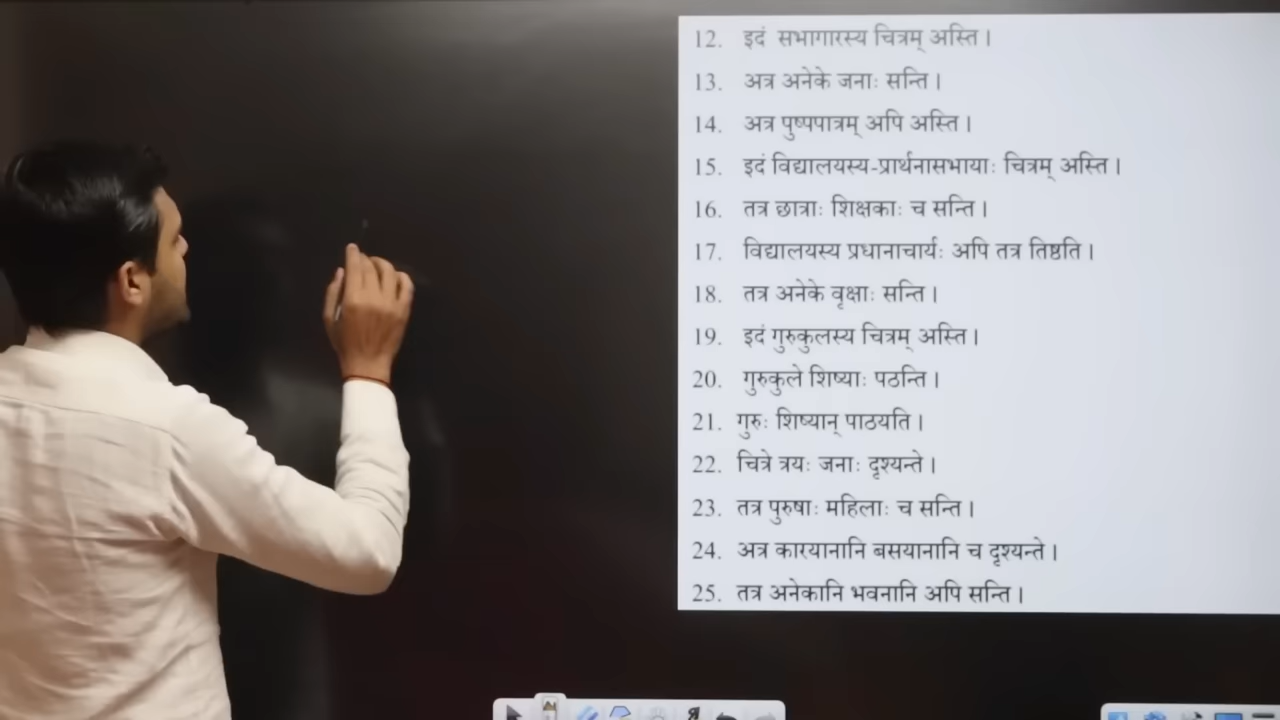 12. इदं सभागारस्य चित्रम् अस्ति ।
13. अत्र अनेके जनाः सन्ति ।
14. अत्र पुष्पपात्रम् अपि अस्ति ।
15. इदं विद्यालयस्य-प्रार्थनासभायाः चित्रम् अस्ति ।
16. तत्र छात्राः शिक्षकाः च सन्ति ।
17. विद्यालयस्य प्रधानाचार्यः अपि तत्र तिष्ठति ।
18. तत्र अनेके वृक्षाः सन्ति ।
19. इदं गुरुकुलस्य चित्रम् अस्ति ।
20. गुरुकुले शिष्याः पठन्ति ।
21. गुरुः शिष्यान् पाठयति ।
22. चित्रे त्रयः जनाः दृश्यन्ते ।
23. तत्र पुरुषाः महिलाः च सन्ति ।
24. अत्र कारयानानि बसयानानि च दृश्यन्ते ।
25. तत्र अनेकानि भवनानि अपि सन्ति ।